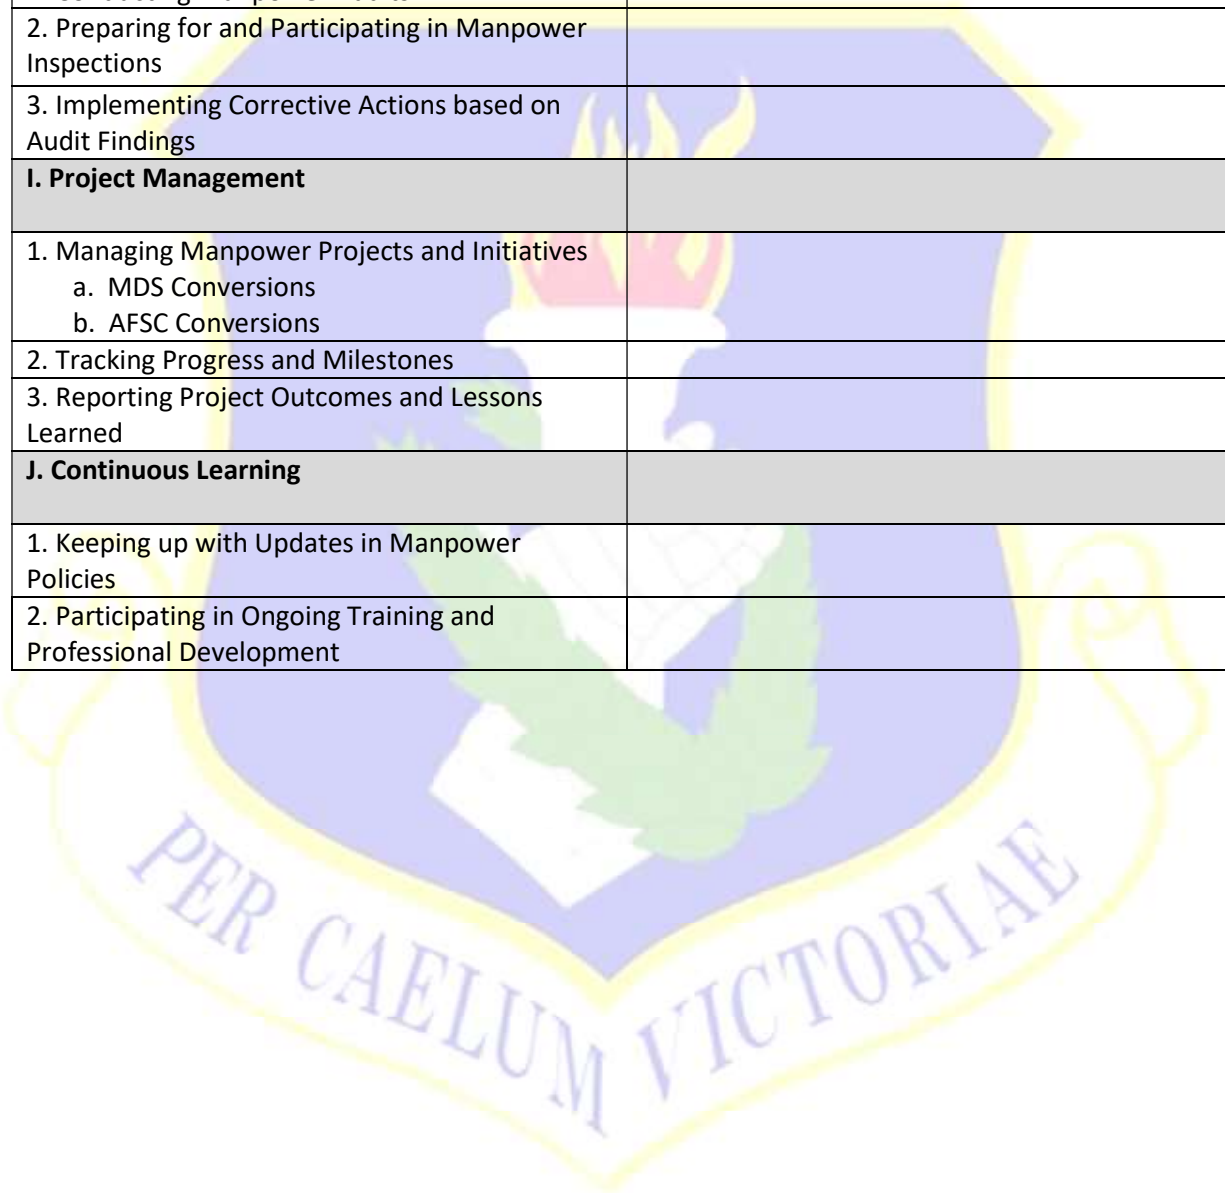 2. Preparing for and Participating in Manpower
Inspections
3. Implementing Corrective Actions based on
Audit Findings
I. Project Management
1. Managing Manpower Projects and Initiatives
a. MDS Conversions
b. AFSC Conversions
2. Tracking Progress and Milestones
3. Reporting Project Outcomes and Lessons
Learned
J. Continuous Learning
1. Keeping up with Updates in Manpower
Policies
2. Participating in Ongoing Training and
Professional Development
PER CAELUM VICTORIAE